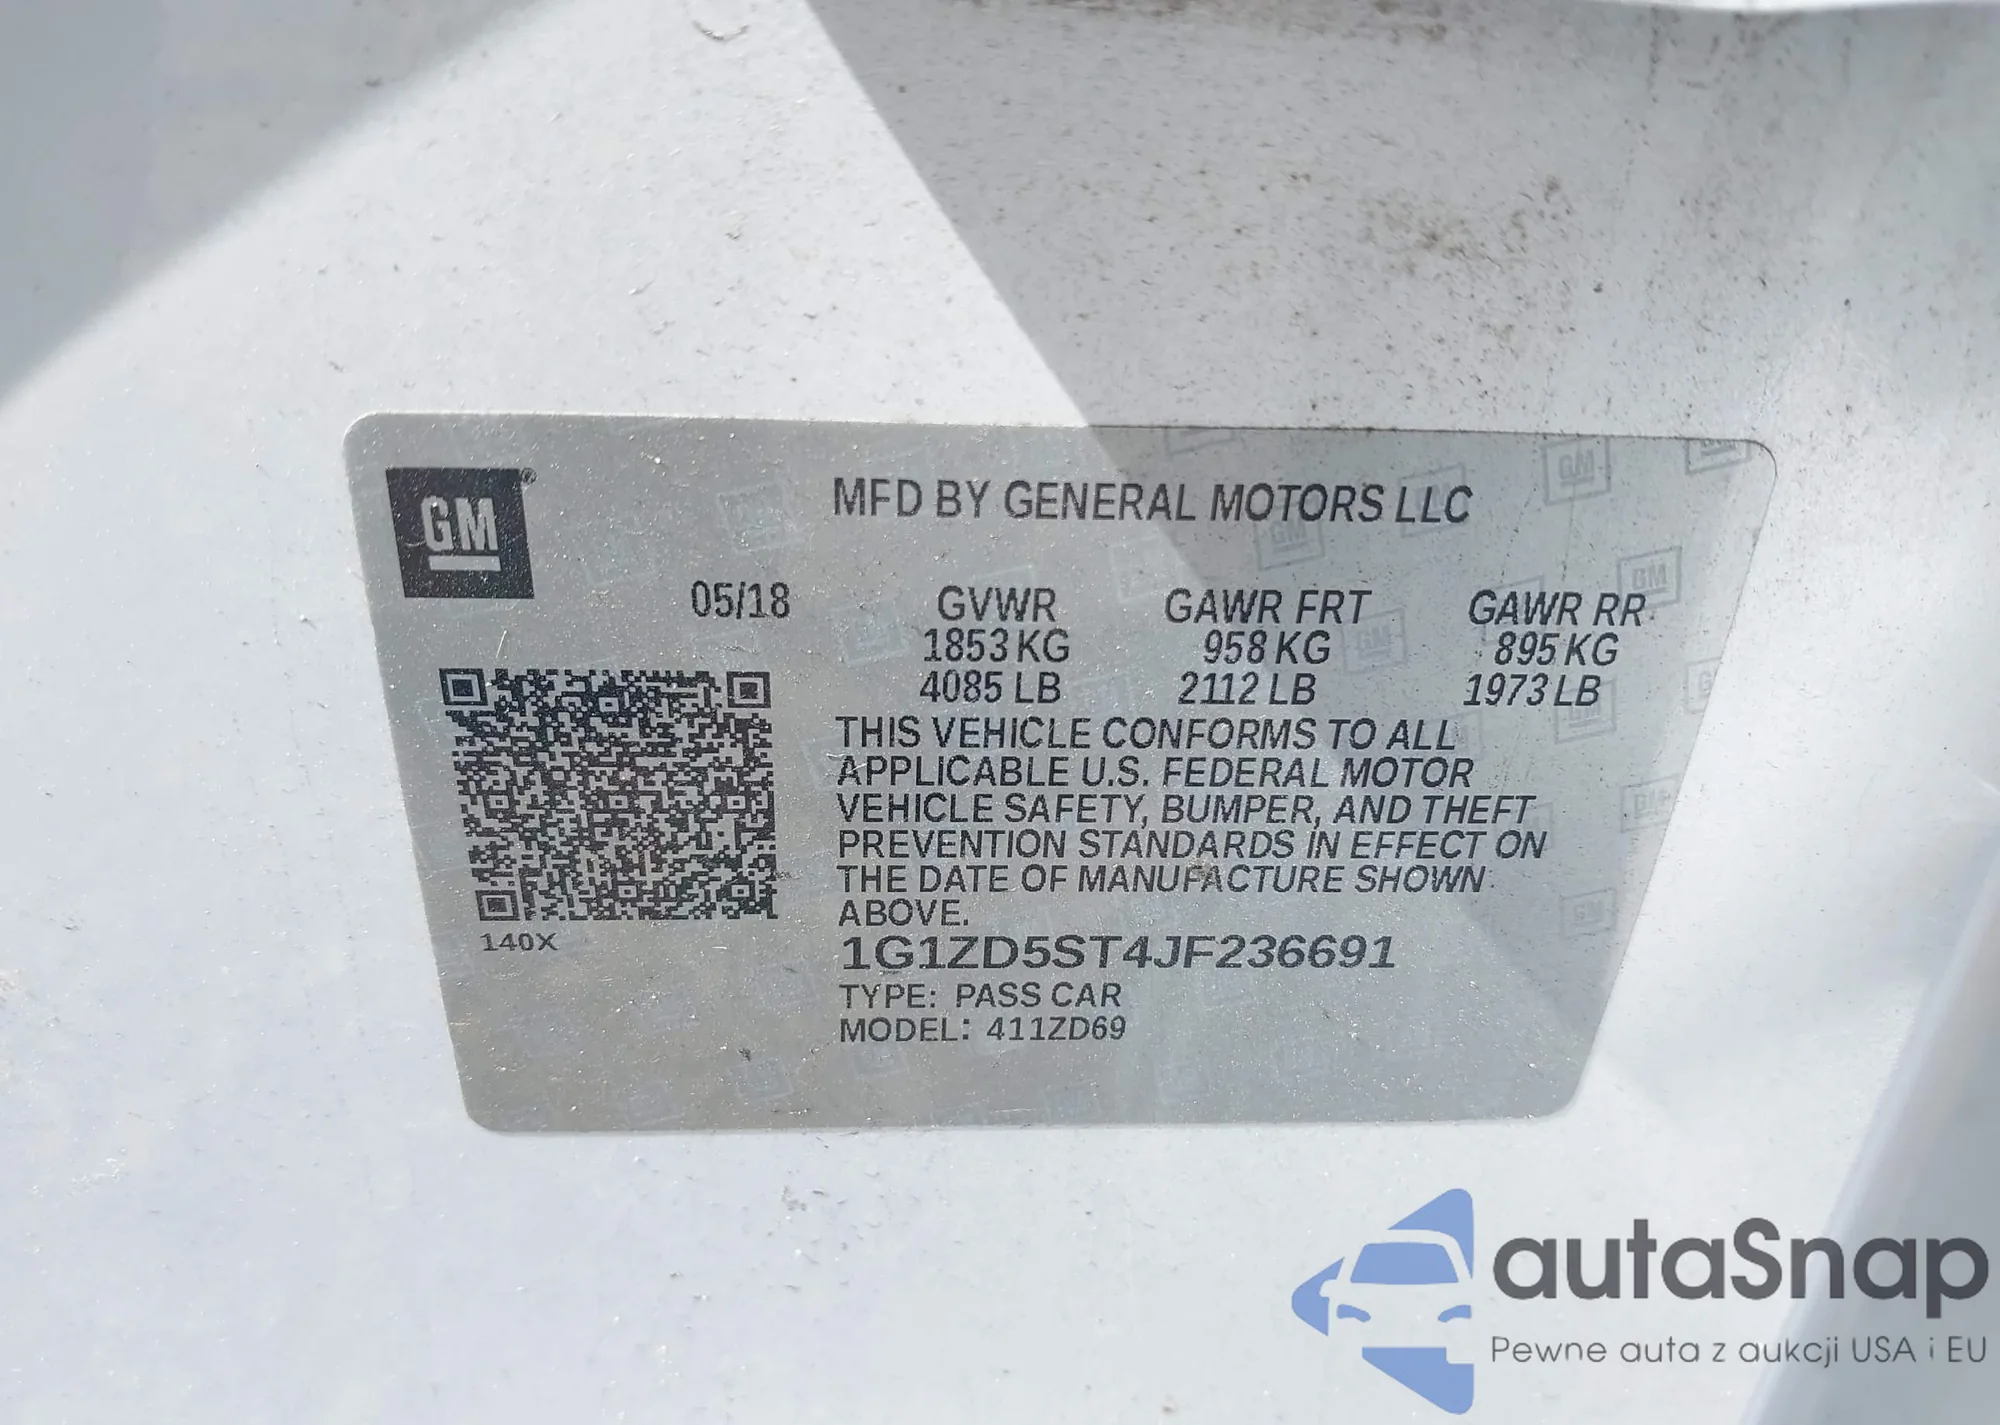 GM
MFD BY GENERAL MOTORS LLC
05/18
GVWR GAWR FRT GAWR RR
1853 KG 958 KG 895 KG
4085 LB 2112 LB 1973 LB
THIS VEHICLE CONFORMS TO ALL
APPLICABLE U.S. FEDERAL MOTOR
VEHICLE SAFETY, BUMPER, AND THEFT
PREVENTION STANDARDS IN EFFECT ON
THE DATE OF MANUFACTURE SHOWN
ABOVE.
140X
1G1ZD5ST4JF236691
TYPE: PASS CAR
MODEL: 411ZD69
autaSnap
Pewne auta z aukcji USA i EU